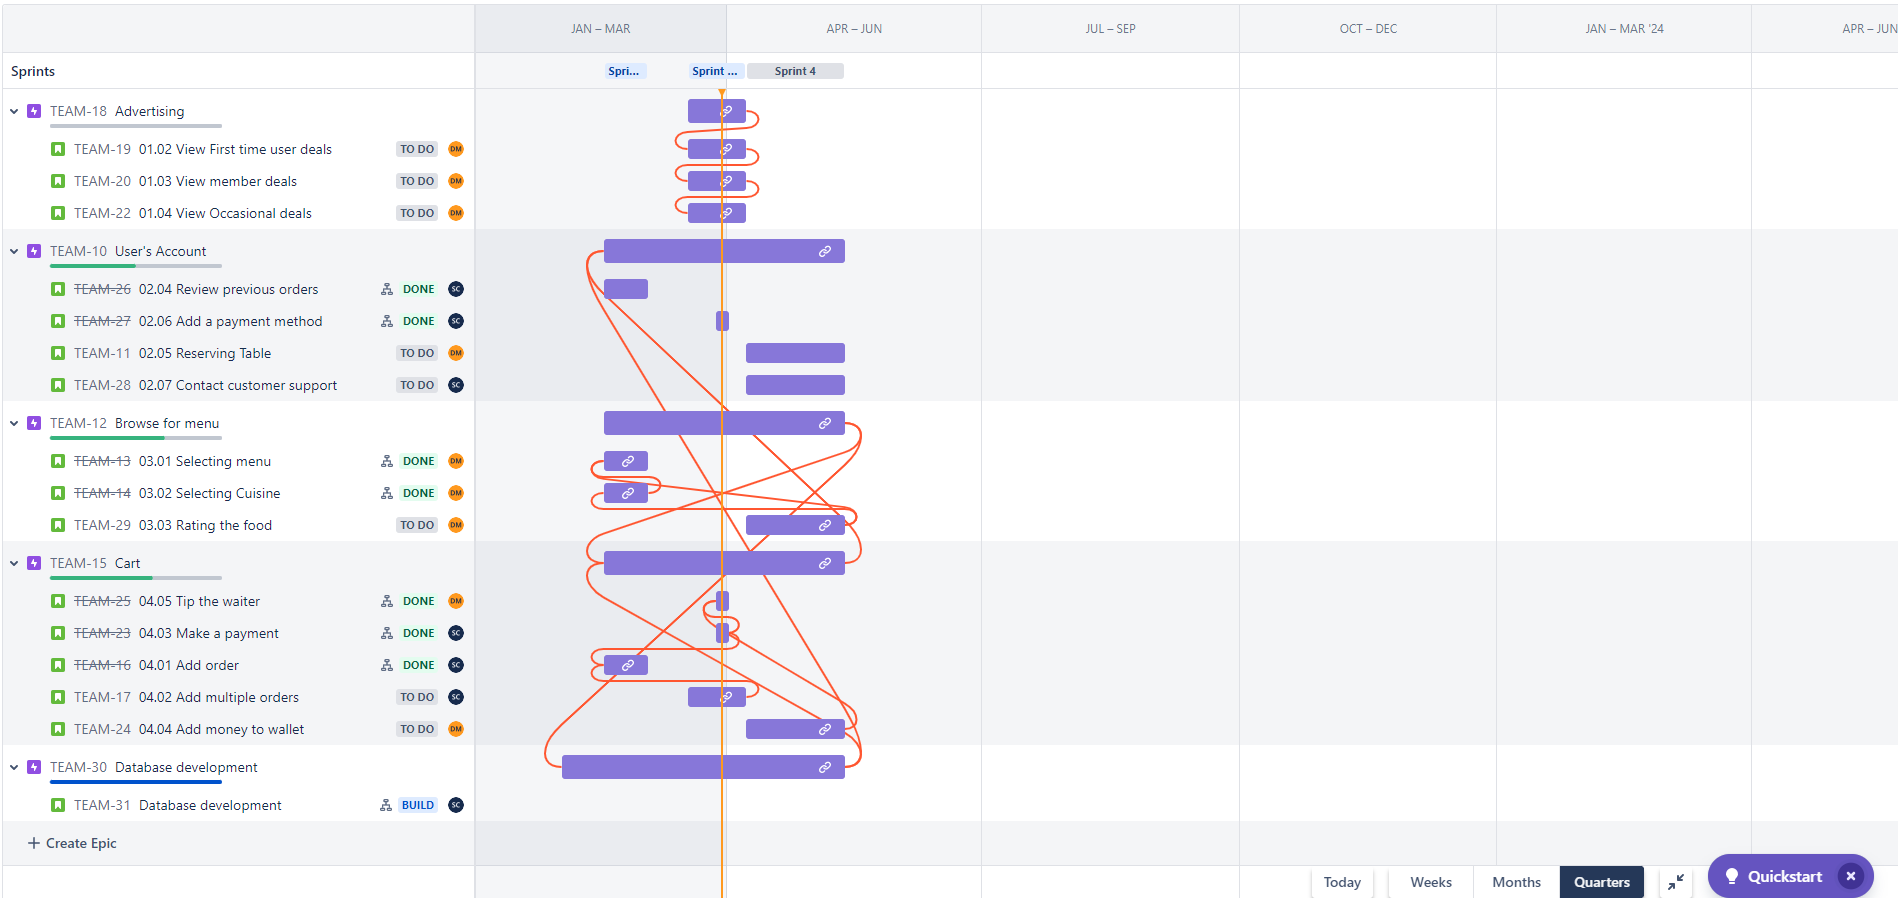 JAN – MAR APR – JUN JUL – SEP OCT – DEC JAN – MAR '24 APR – JUN
Sprints Spri... Sprint ... Sprint 4
TEAM-18 Advertising
TEAM-19 01.02 View First time user deals TO DO DM
TEAM-20 01.03 View member deals TO DO DM
TEAM-22 01.04 View Occasional deals TO DO DM
TEAM-10 User's Account
TEAM-26 02.04 Review previous orders DONE SC
TEAM-27 02.06 Add a payment method DONE SC
TEAM-11 02.05 Reserving Table TO DO DM
TEAM-28 02.07 Contact customer support TO DO SC
TEAM-12 Browse for menu
TEAM-13 03.01 Selecting menu DONE DM
TEAM-14 03.02 Selecting Cuisine DONE DM
TEAM-29 03.03 Rating the food TO DO DM
TEAM-15 Cart
TEAM-25 04.05 Tip the waiter DONE DM
TEAM-23 04.03 Make a payment DONE SC
TEAM-16 04.01 Add order DONE SC
TEAM-17 04.02 Add multiple orders TO DO SC
TEAM-24 04.04 Add money to wallet TO DO DM
TEAM-30 Database development
TEAM-31 Database development BUILD SC
+ Create Epic
Today Weeks Months Quarters Quickstart